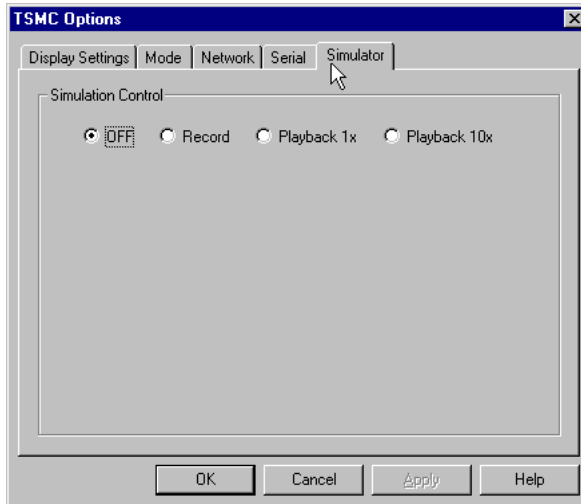 TSMC Options
Display Settings Mode Network Serial Simulator
Simulation Control
OFF Record Playback 1x Playback 10x
OK Cancel Apply Help